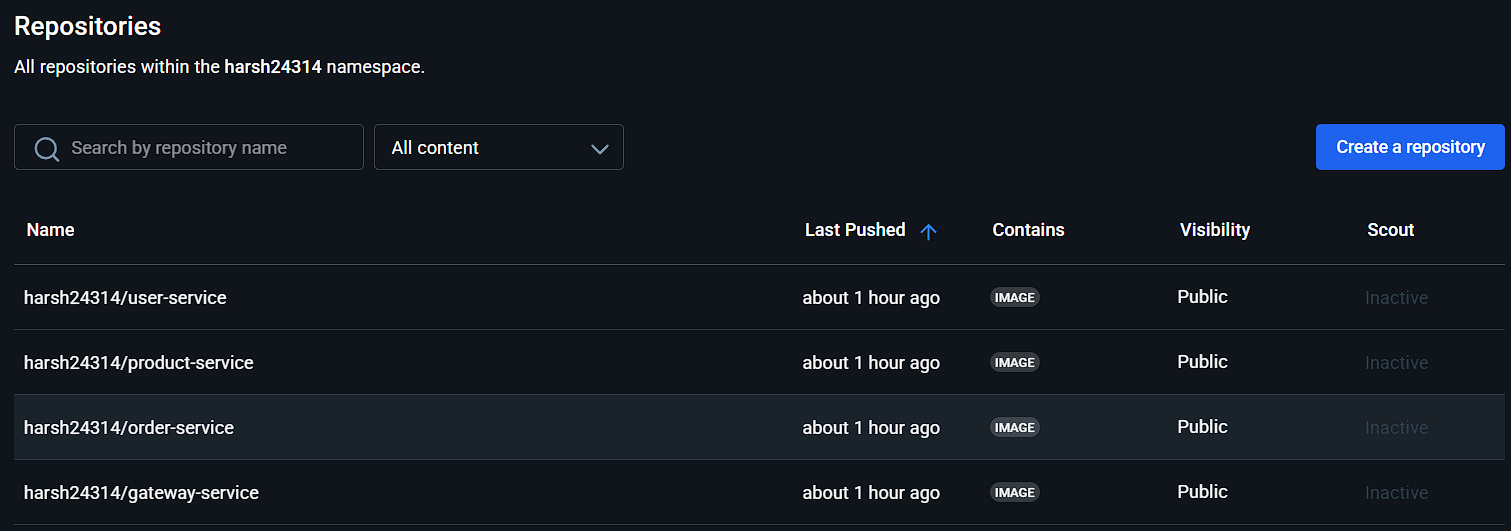 Repositories
All repositories within the harsh24314 namespace.
Search by repository name All content Create a repository
Name Last Pushed Contains Visibility Scout
harsh24314/user-service about 1 hour ago IMAGE Public Inactive
harsh24314/product-service about 1 hour ago IMAGE Public Inactive
harsh24314/order-service about 1 hour ago IMAGE Public Inactive
harsh24314/gateway-service about 1 hour ago IMAGE Public Inactive